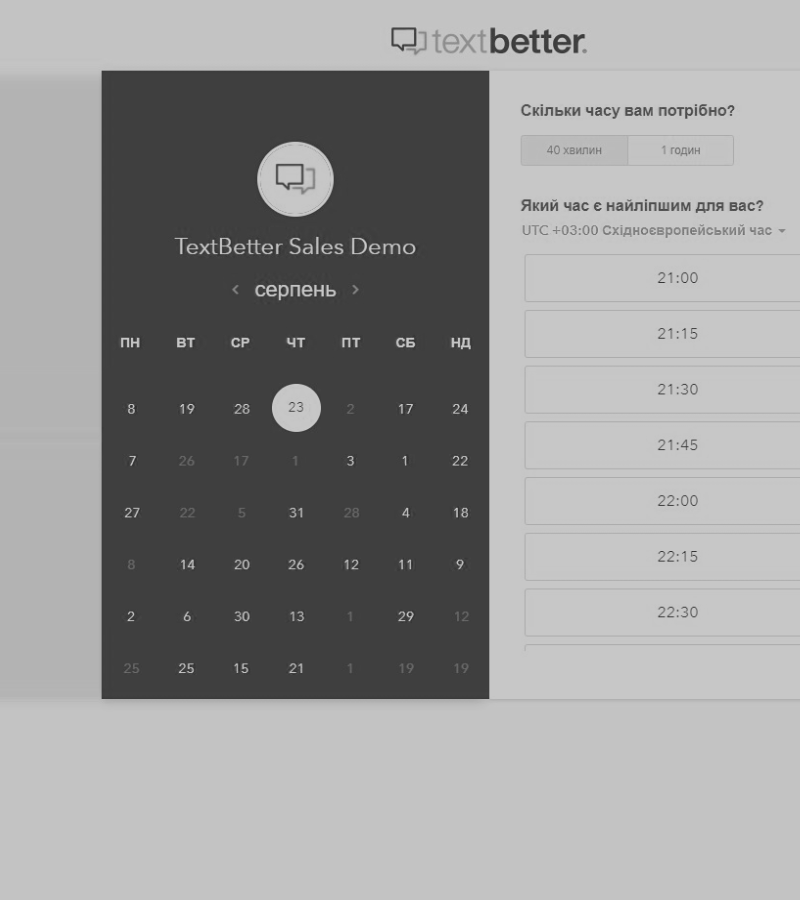 textbetter.
TextBetter Sales Demo
‹ серпень ›
ПН ВТ СР ЧТ ПТ СБ НД
8 19 28 23 2 17 24
7 26 17 1 3 1 22
27 22 5 31 28 4 18
8 14 20 26 12 11 9
2 6 30 13 1 29 12
25 25 15 21 1 19 19
Скільки часу вам потрібно?
40 хвилин 1 годин
Який час є найліпшим для вас?
UTC +03:00 Східноєвропейський час
21:00
21:15
21:30
21:45
22:00
22:15
22:30